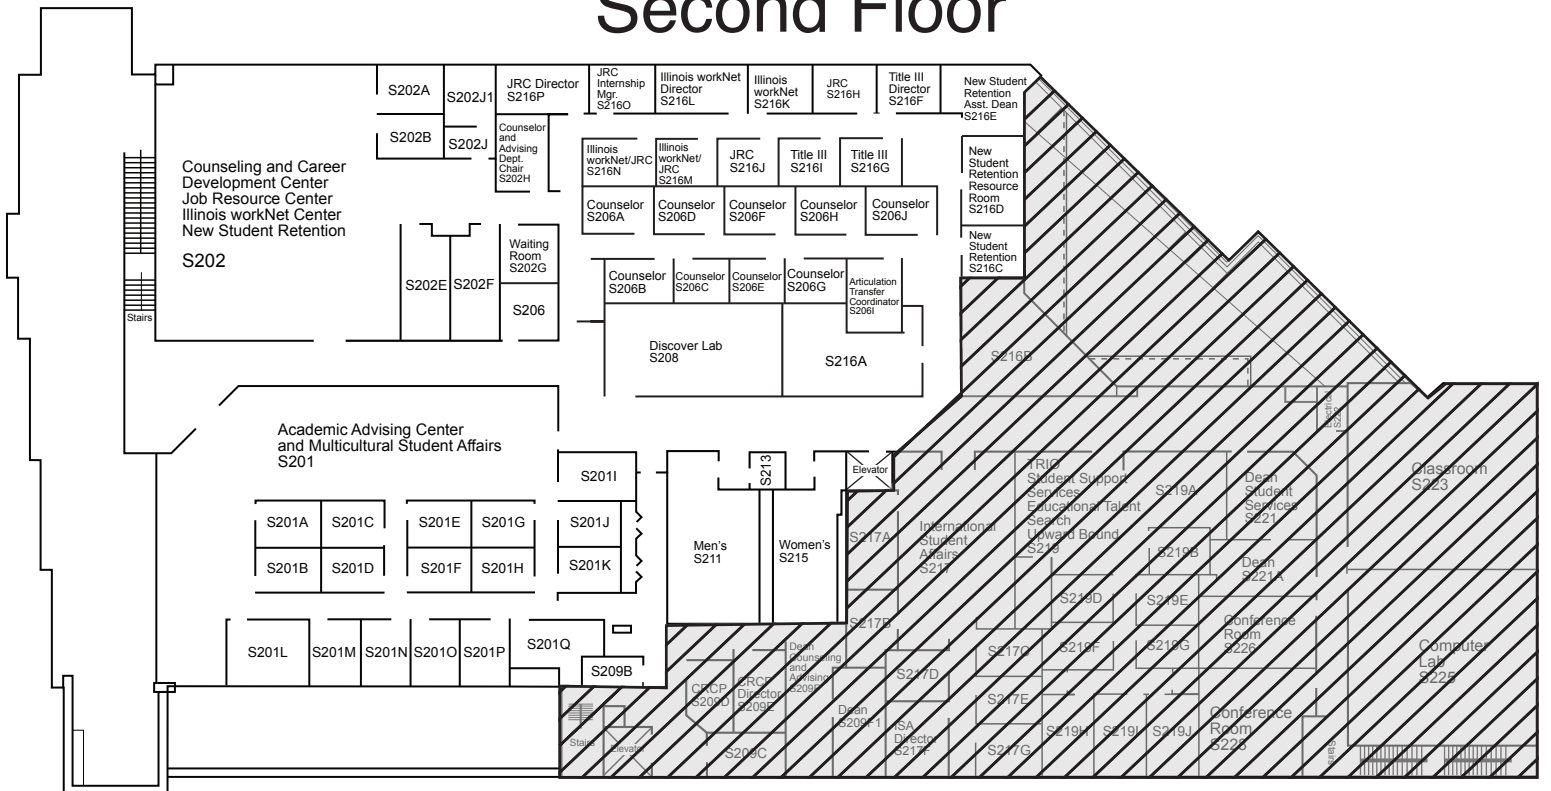 Second Floor
S202A
S202J1
JRC Director
S216P
JRC
Internship
Mgr.
S216O
Illinois workNet
Director
S216L
Illinois
workNet
S216K
JRC
S216H
Title III
Director
S216F
New Student
Retention
Asst. Dean
S216E
S202B
S202J
Counselor
and
Advising
Dept.
Chair
S202H
Illinois
workNet/JRC
S216N
Illinois
workNet/
JRC
S216M
JRC
S216J
Title III
S216I
Title III
S216G
New
Student
Retention
Resource
Room
S216D
Counseling and Career
Development Center
Job Resource Center
Illinois workNet Center
New Student Retention
S202
Counselor
S206A
Counselor
S206D
Counselor
S206F
Counselor
S206H
Counselor
S206J
New
Student
Retention
S216C
Waiting
Room
S202G
S202E
S202F
S206
Counselor
S206B
Counselor
S206C
Counselor
S206E
Counselor
S206G
Articulation
Transfer
Coordinator
S206I
Stairs
Discover Lab
S208
S216A
S216B
Electrical
S222
Academic Advising Center
and Multicultural Student Affairs
S201
S201I
S213
Elevator
TRIO
Student Support
Services
Educational Talent
Search
Upward Bound
S219
S219A
Dean
Student
Services
S221
Classroom
S223
S201A
S201C
S201E
S201G
S201J
S201B
S201D
S201F
S201H
S201K
Men's
S211
Women's
S215
S217A
International
Student
Affairs
S217
S219B
Dean
S221A
S219D
S219E
S217B
Conference
Room
S226
S201L
S201M
S201N
S201O
S201P
S201Q
S209B
Dean
Counseling
and
Advising
S209F
S217C
S219F
S219G
Computer
Lab
S225
CRCP
S209D
CRCP
Director
S209E
S217D
S217E
Dean
S209F1
ISA
Director
S217F
S219H
S219I
S219J
Conference
Room
S228
Stairs
Elevator
S209C
S217G
Stairs